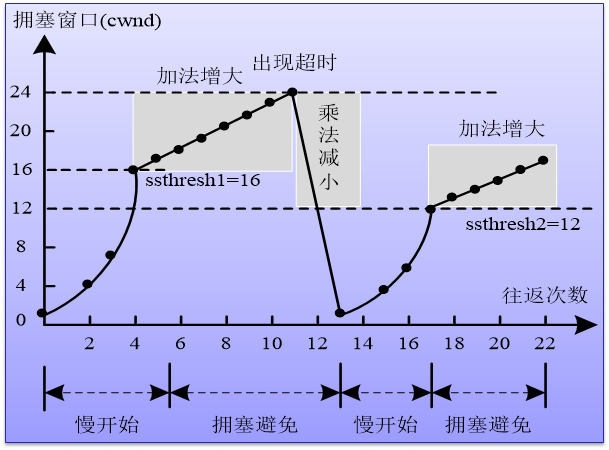 拥塞窗口(cwnd)
加法增大
出现超时
24
乘法减小
20
加法增大
16
ssthresh1=16
12
ssthresh2=12
8
4
往返次数
0
2 4 6 8 10 12 14 16 18 20 22
慢开始 拥塞避免 慢开始 拥塞避免